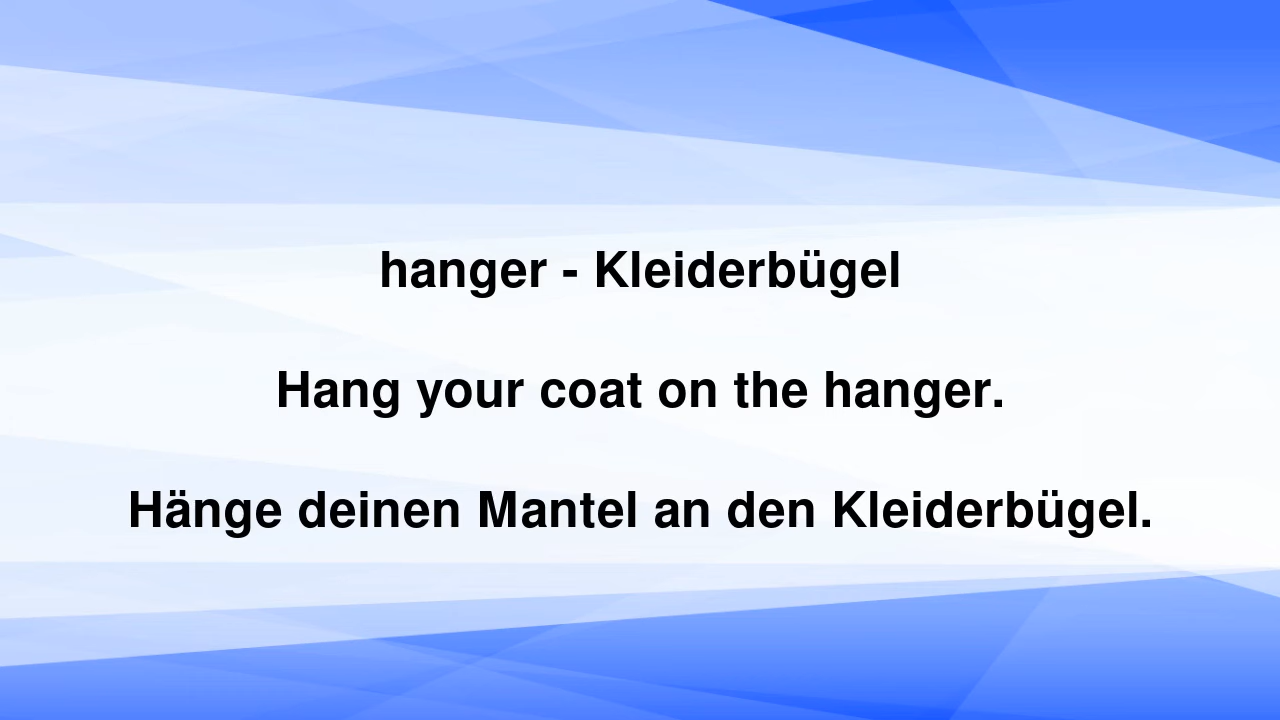 hanger - Kleiderbügel
Hang your coat on the hanger.
Hänge deinen Mantel an den Kleiderbügel.